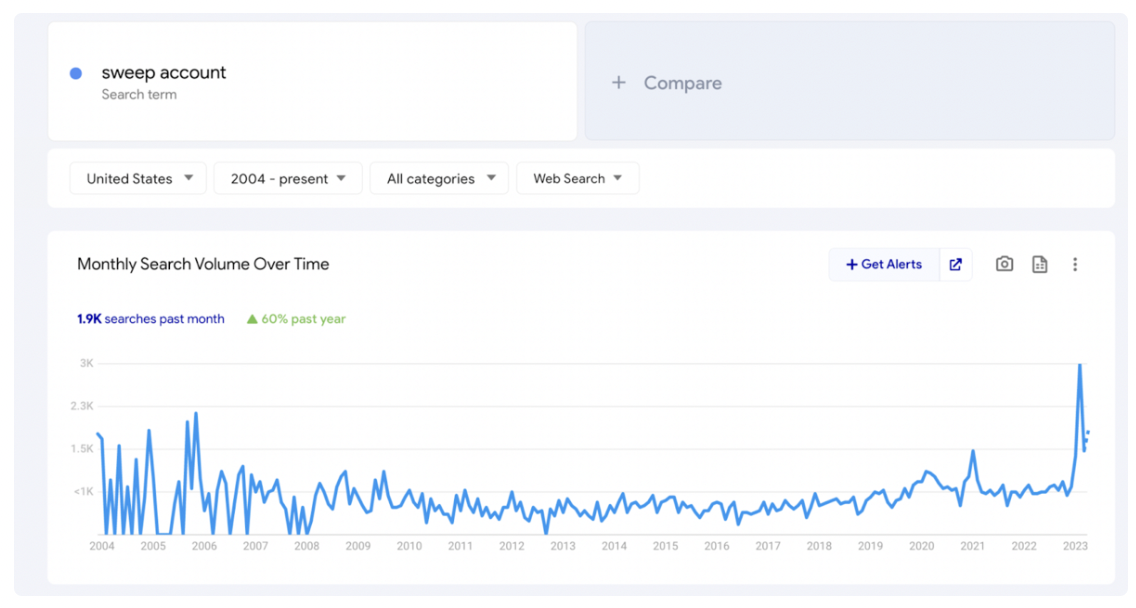 sweep account
Search term
+ Compare
United States
2004 - present
All categories
Web Search
Monthly Search Volume Over Time
+ Get Alerts
1.9K searches past month
60% past year
3K
2.3K
1.5K
<1K
2004 2005 2006 2007 2008 2009 2010 2011 2012 2013 2014 2015 2016 2017 2018 2019 2020 2021 2022 2023